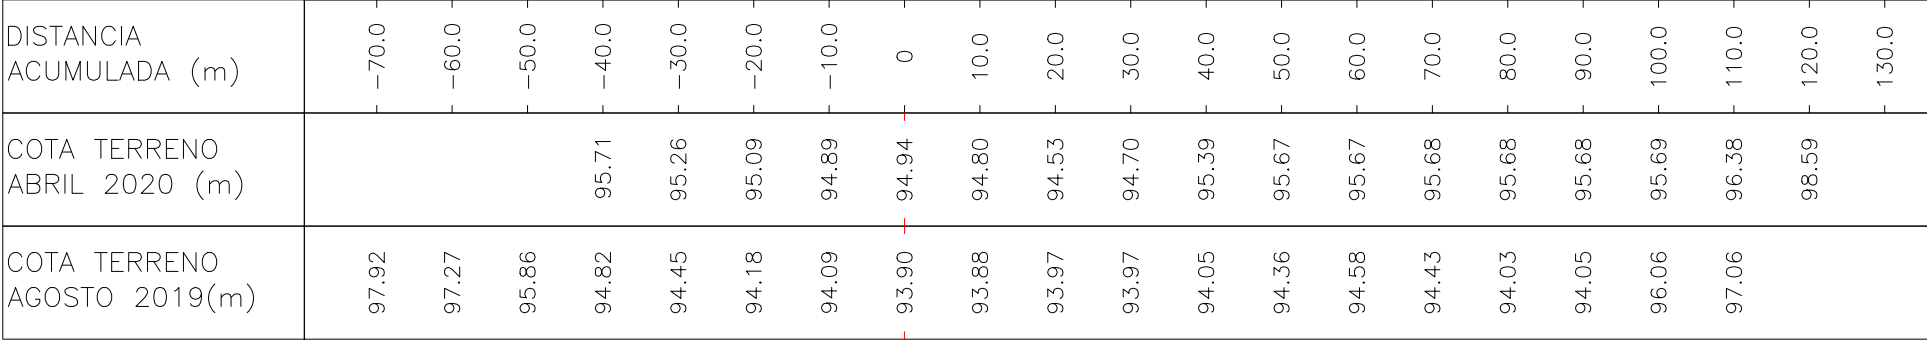 DISTANCIA
ACUMULADA (m)
-70.0 -60.0 -50.0 -40.0 -30.0 -20.0 -10.0 0 10.0 20.0 30.0 40.0 50.0 60.0 70.0 80.0 90.0 100.0 110.0 120.0 130.0
COTA TERRENO
ABRIL 2020 (m)
95.71 95.26 95.09 94.89 94.94 94.80 94.53 94.70 95.39 95.67 95.67 95.68 95.68 95.68 95.69 96.38 98.59
COTA TERRENO
AGOSTO 2019(m)
97.92 97.27 95.86 94.82 94.45 94.18 94.09 93.90 93.88 93.97 93.97 94.05 94.36 94.58 94.43 94.03 94.05 96.06 97.06